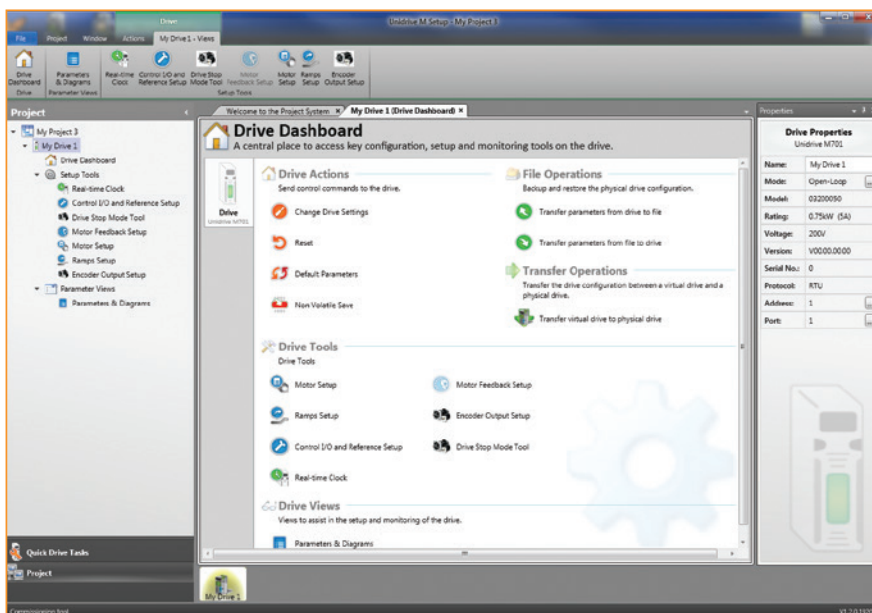 Drive
Unidrive M Setup - My Project 3
File
Project
Window
Actions
My Drive 1 - Views
Drive Dashboard
Parameters & Diagrams
Real-time Clock
Control I/O and Reference Setup
Drive Stop Mode Tool
Motor Feedback Setup
Motor Setup
Ramps Setup
Encoder Output Setup
Drive
Parameter Views
Setup Tools
Project
My Project 3
My Drive 1
Drive Dashboard
Setup Tools
Real-time Clock
Control I/O and Reference Setup
Drive Stop Mode Tool
Motor Feedback Setup
Motor Setup
Ramps Setup
Encoder Output Setup
Parameter Views
Parameters & Diagrams
Quick Drive Tasks
Project
Welcome to the Project System
My Drive 1 (Drive Dashboard)
Drive Dashboard
A central place to access key configuration, setup and monitoring tools on the drive.
Drive
Unidrive M701
Drive Actions
Send control commands to the drive.
Change Drive Settings
Reset
Default Parameters
Non Volatile Save
File Operations
Backup and restore the physical drive configuration.
Transfer parameters from drive to file
Transfer parameters from file to drive
Transfer Operations
Transfer the drive configuration between a virtual drive and a
physical drive.
Transfer virtual drive to physical drive
Drive Tools
Drive Tools
Motor Setup
Motor Feedback Setup
Ramps Setup
Encoder Output Setup
Control I/O and Reference Setup
Drive Stop Mode Tool
Real-time Clock
Drive Views
Views to assist in the setup and monitoring of the drive.
Parameters & Diagrams
My Drive 1
Properties
Drive Properties
Unidrive M701
Name: My Drive 1
Mode: Open-Loop
Model: 03200050
Rating: 0.75kW (5A)
Voltage: 200V
Version: V00.00.00.00
Serial No.: 0
Protocol: RTU
Address: 1
Port: 1
Commissioning tool